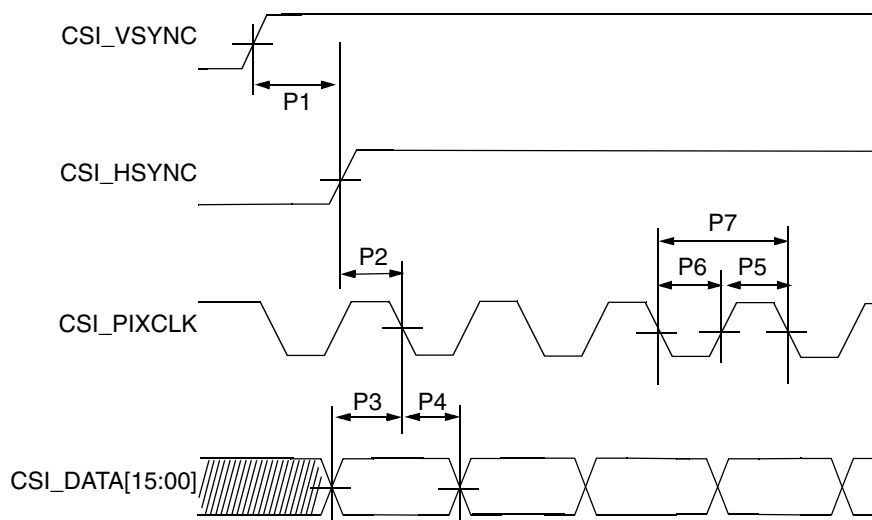 CSI_VSYNC
P1
CSI_HSYNC
P7
P2
P6
P5
CSI_PIXCLK
P3
P4
CSI_DATA[15:00]